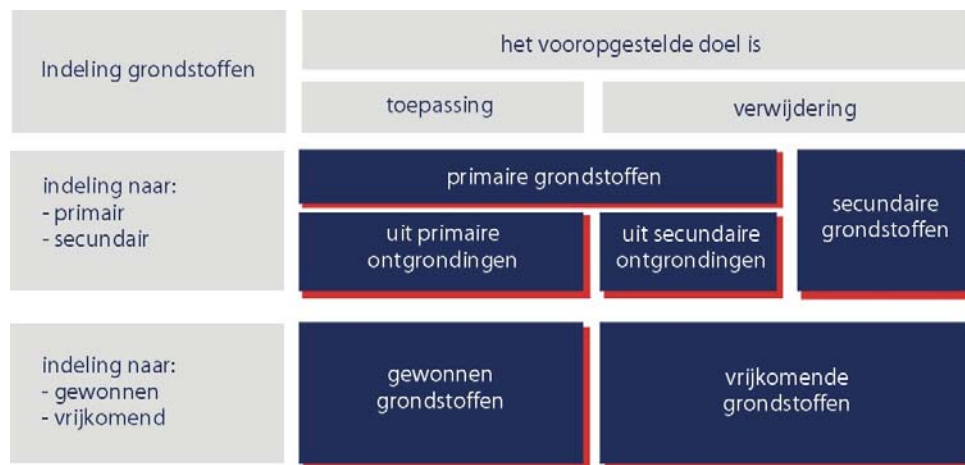 Indeling grondstoffen
het vooropgestelde doel is
toepassing
verwijdering
indeling naar:
- primair
- secundair
primaire grondstoffen
uit primaire
ontgrondingen
uit secundaire
ontgrondingen
secundaire
grondstoffen
indeling naar:
- gewonnen
- vrijkomend
gewonnen
grondstoffen
vrijkomende
grondstoffen